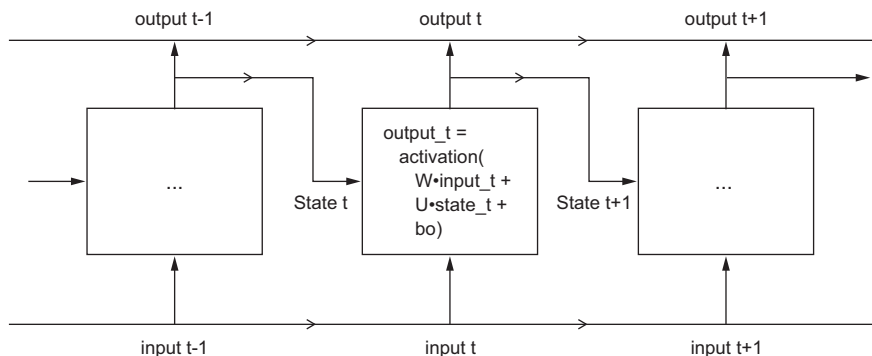 output t-1
output t
output t+1
...
output_t =
activation(
W•input_t +
U•state_t +
bo)
...
State t
State t+1
input t-1
input t
input t+1